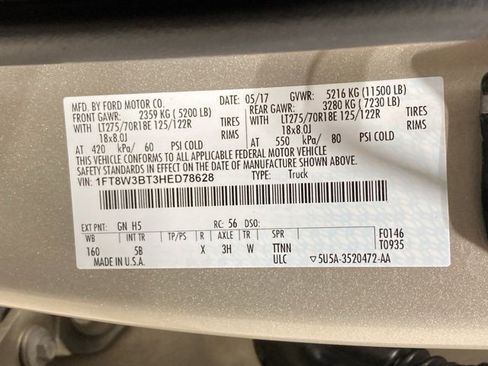 MFD. BY FORD MOTOR CO. DATE: 05/17 GVWR: 5216 KG (11500 LB)
FRONT GAWR: 2359 KG (5200 LB) REAR GAWR: 3280 KG (7230 LB)
WITH LT275/70R18E 125/122R TIRES WITH LT275/70R18E 125/122R TIRES
18x8.0J RIMS 18x8.0J RIMS
AT 420 kPa/ 60 PSI COLD AT 550 kPa/ 80 PSI COLD
THIS VEHICLE CONFORMS TO ALL APPLICABLE FEDERAL MOTOR VEHICLE
SAFETY AND THEFT PREVENTION STANDARDS IN EFFECT ON THE
DATE OF MANUFACTURE SHOWN ABOVE.
VIN: 1FT8W3BT3HED78628 TYPE: Truck
EXT PNT: GN H5 RC: 56 DSO:
WB INT TR TP/PS R AXLE TR SPR F0146
160 5B X 3H W TTNN T0935
MADE IN U.S.A. ULC 5U5A-3520472-AA